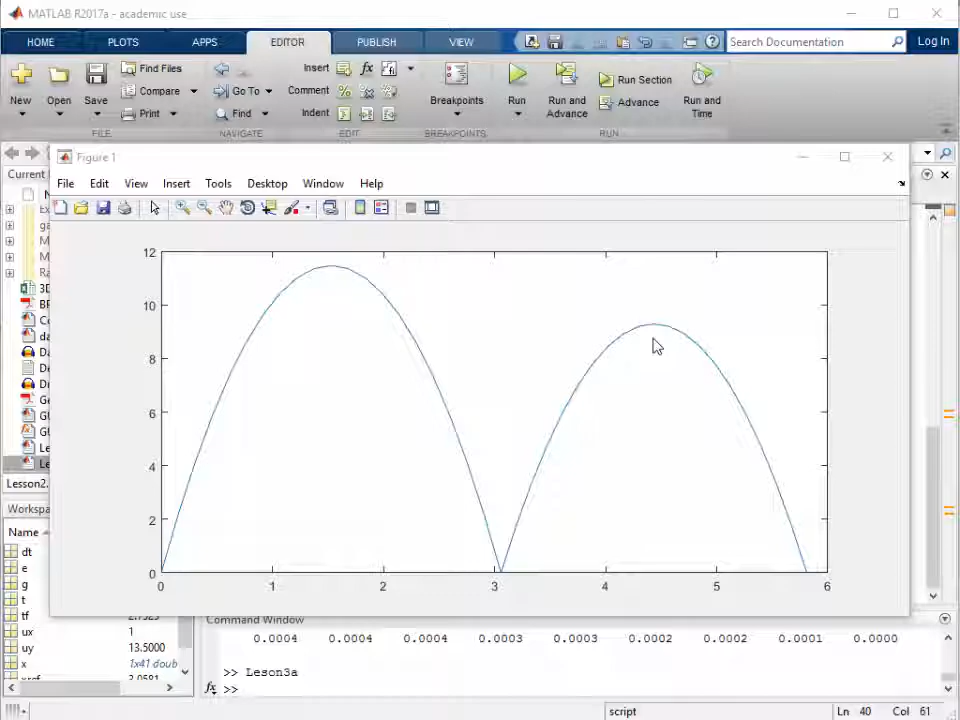 MATLAB R2017a - academic use
HOME PLOTS APPS EDITOR PUBLISH VIEW Search Documentation Log In
New Open Save Find Files Compare Print Go To Find Insert Comment Indent fx Breakpoints Run Run and Advance Run Section Advance Run and Time
FILE NAVIGATE EDIT BREAKPOINTS RUN
Figure 1
Current
File Edit View Insert Tools Desktop Window Help
12
10
8
6
4
2
0
0 1 2 3 4 5 6
Lesson2.
Workspa
Name
dt
e
g
t
tf
ux 1
uy 13.5000
x 1x41 doub
Command Window
0.0004 0.0004 0.0004 0.0003 0.0003 0.0002 0.0002 0.0001 0.0000
>> Leson3a
fx >>
script Ln 40 Col 61